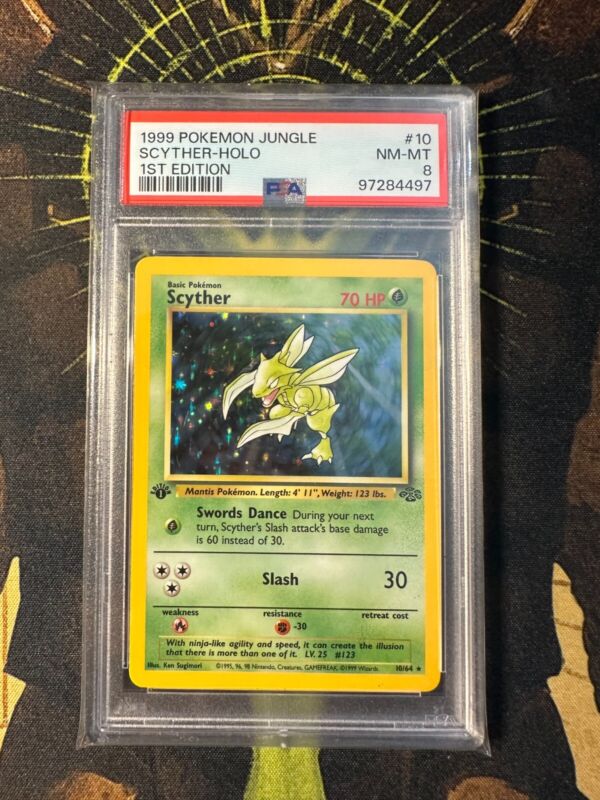 1999 POKEMON JUNGLE #10
SCYTHER-HOLO NM-MT
1ST EDITION 8
PSA 97284497
Basic Pokémon
Scyther 70 HP
EDITION 1
Mantis Pokémon. Length: 4' 11", Weight: 123 lbs.
Swords Dance During your next
turn, Scyther's Slash attack's base damage
is 60 instead of 30.
Slash 30
weakness resistance retreat cost
-30
With ninja-like agility and speed, it can create the illusion
that there is more than one of it. LV. 25 #123
Illus. Ken Sugimori ©1995, 96, 98 Nintendo, Creatures, GAMEFREAK. ©1999 Wizards. 10/64 ★
PSA